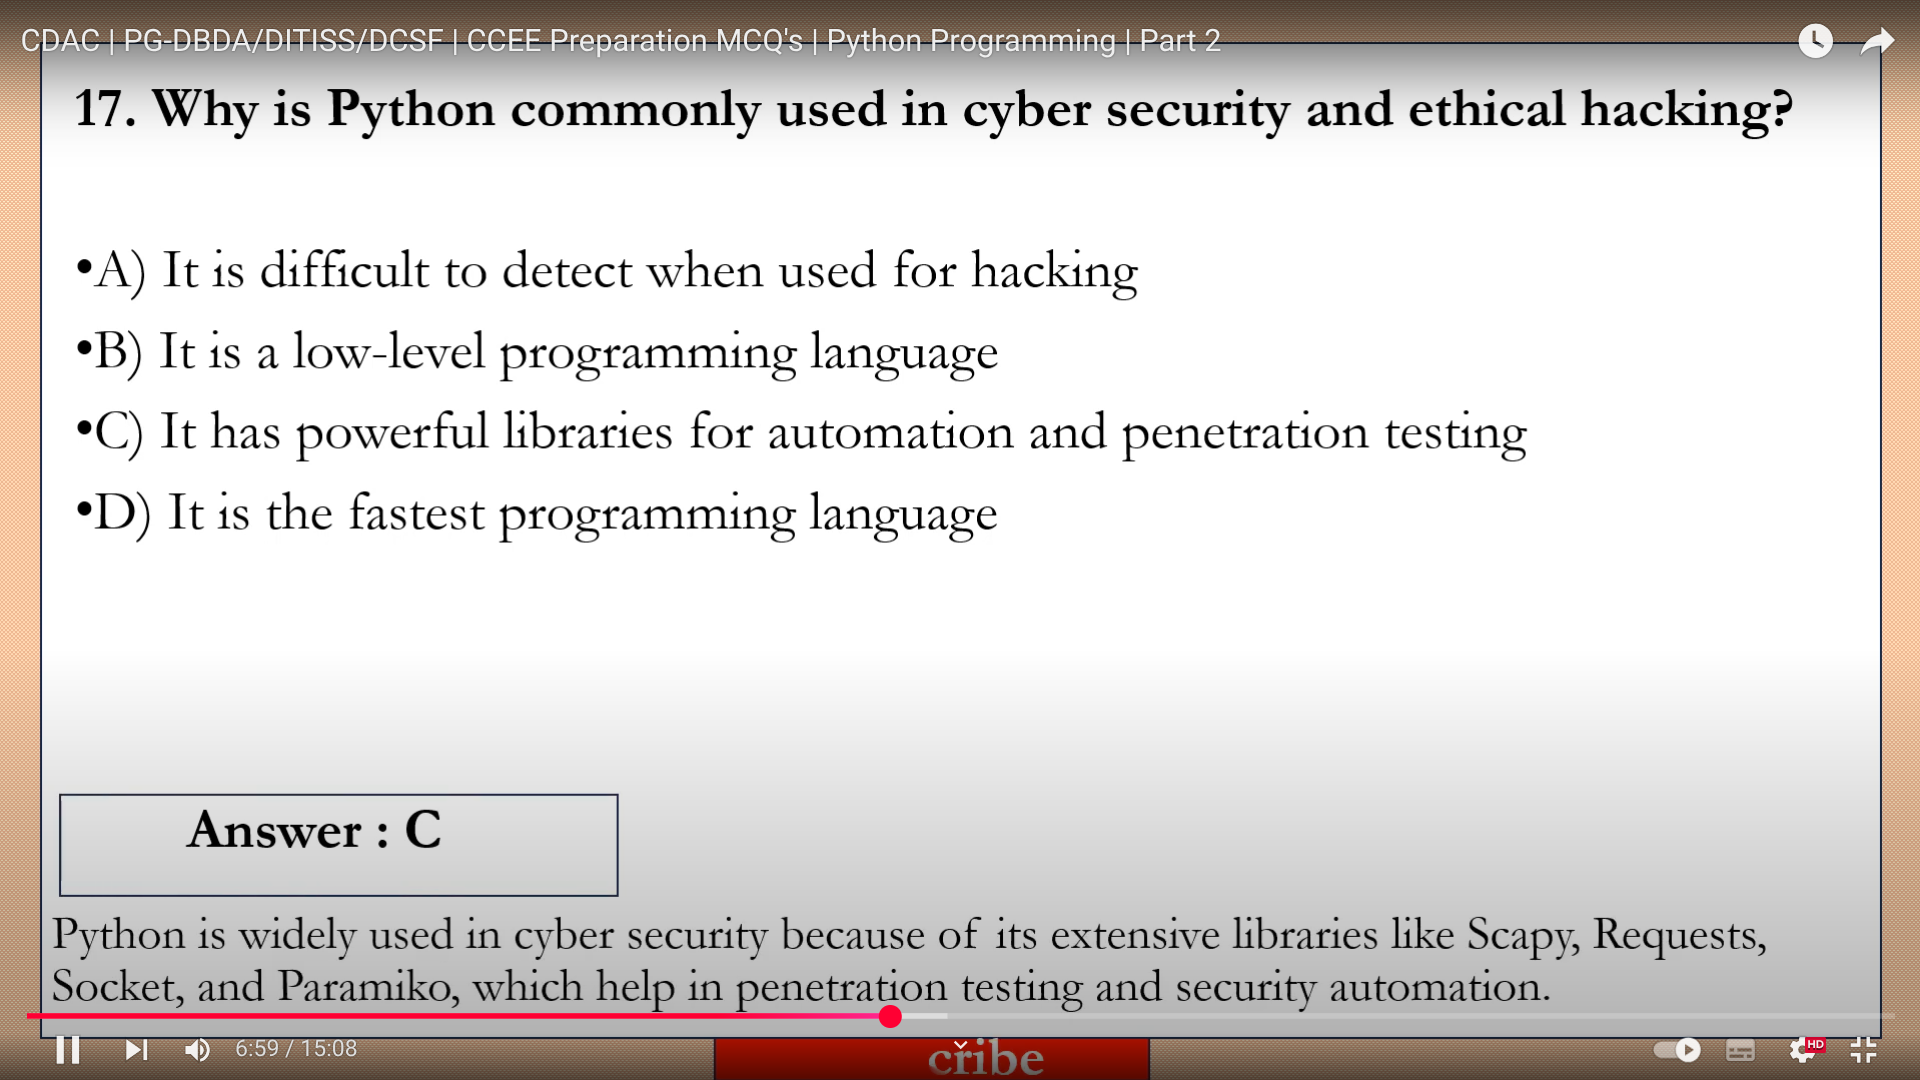 CDAC | PG-DBDA/DITISS/DCSF | CCEE Preparation MCQ's | Python Programming | Part 2
17. Why is Python commonly used in cyber security and ethical hacking?
•A) It is difficult to detect when used for hacking
•B) It is a low-level programming language
•C) It has powerful libraries for automation and penetration testing
•D) It is the fastest programming language
Answer : C
Python is widely used in cyber security because of its extensive libraries like Scapy, Requests,
Socket, and Paramiko, which help in penetration testing and security automation.
6:59 / 15:08
cribe
HD